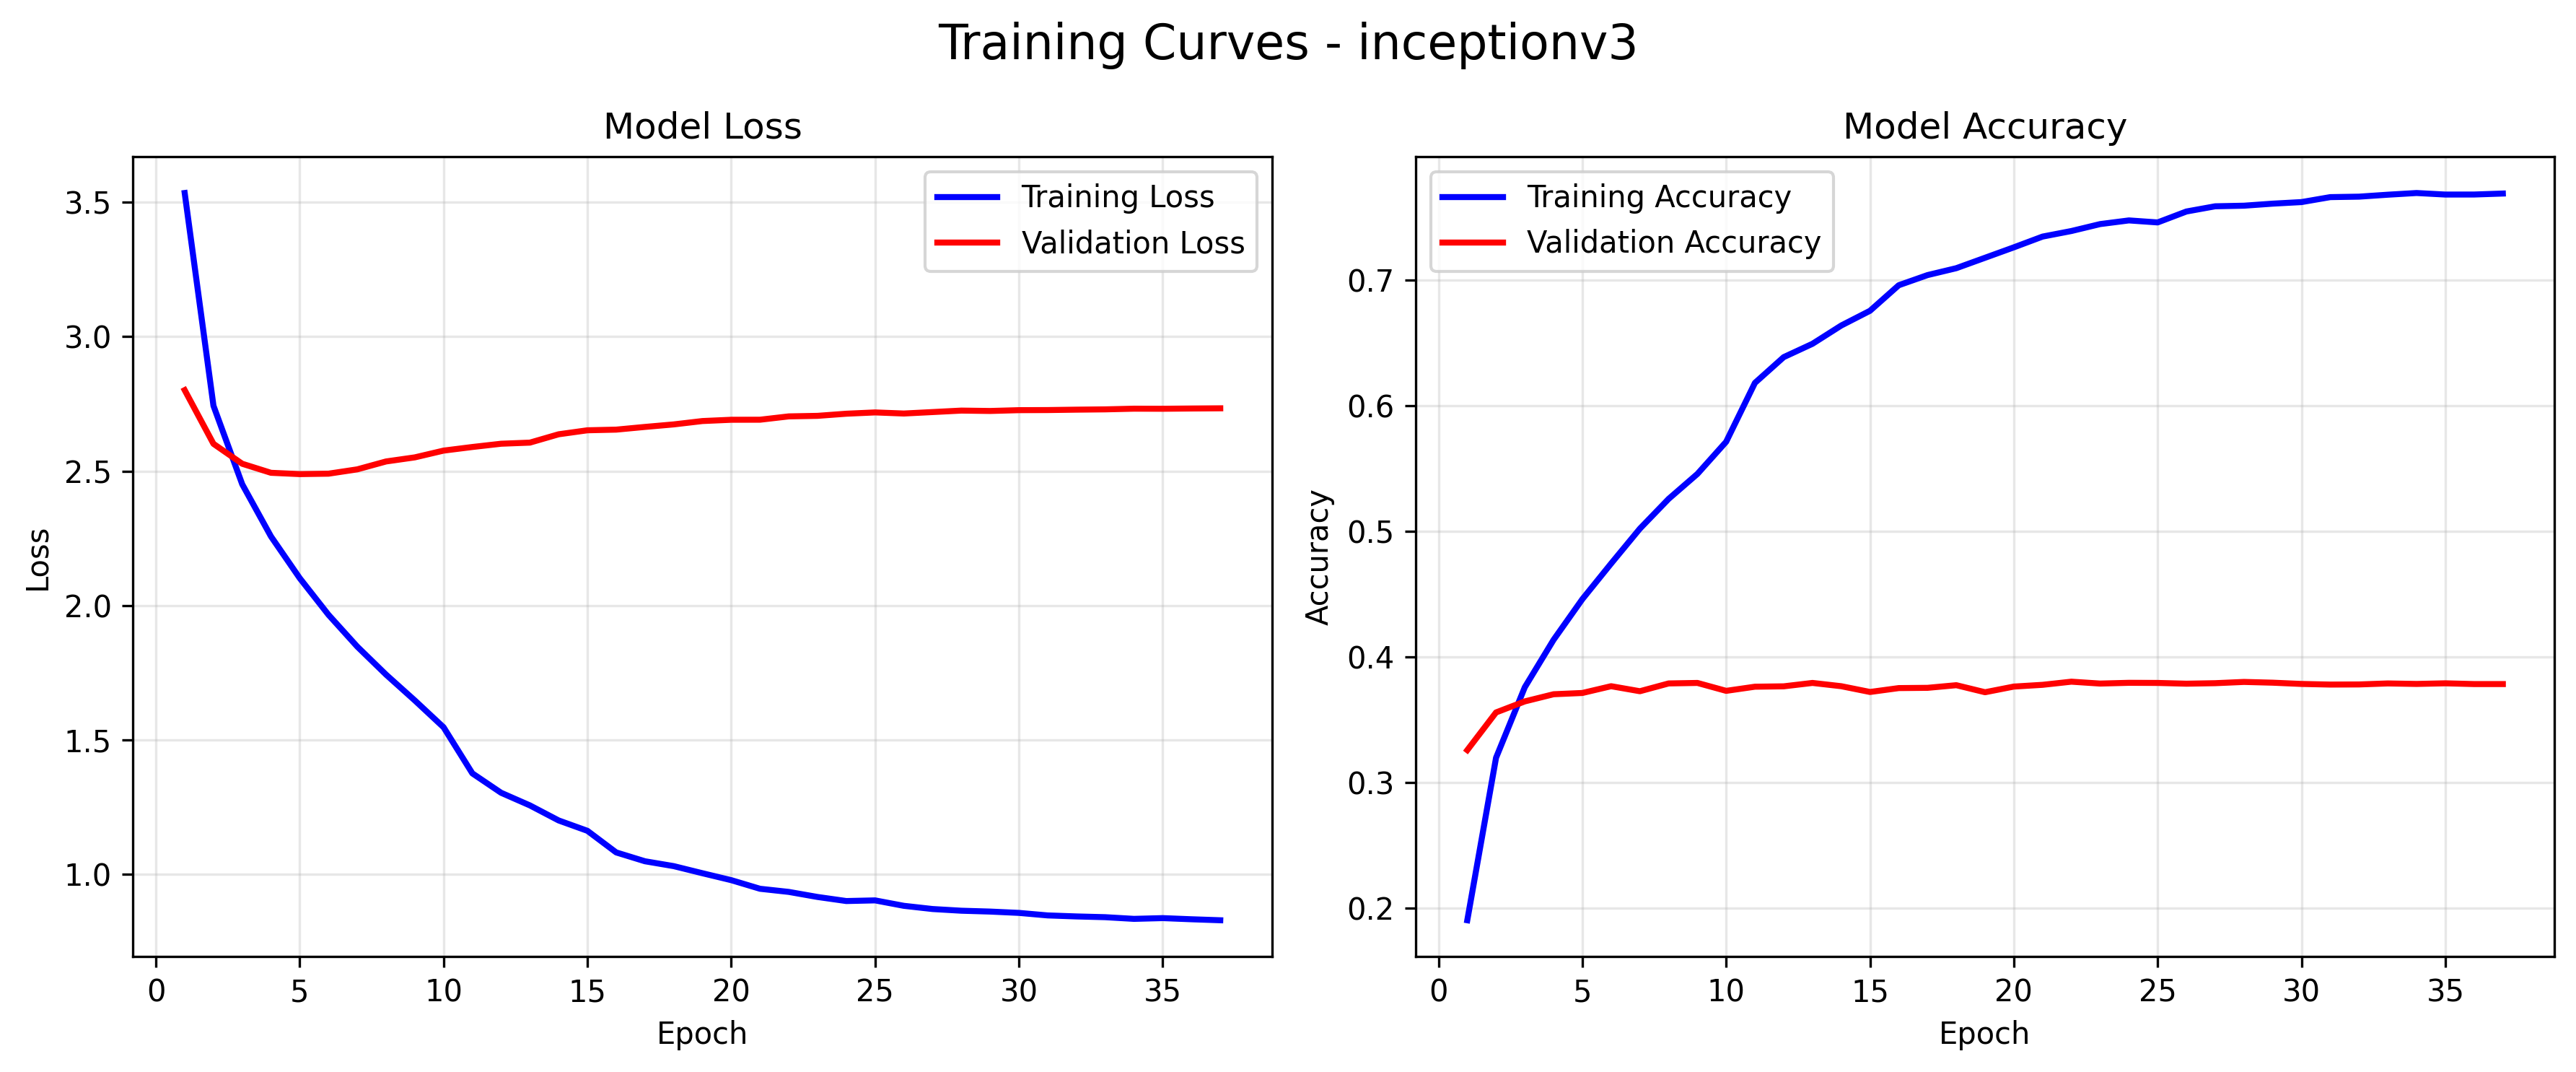 Training Curves - inceptionv3
Model Loss
Training Loss
Validation Loss
3.5
3.0
2.5
2.0
1.5
1.0
Loss
0 5 10 15 20 25 30 35
Epoch
Model Accuracy
Training Accuracy
Validation Accuracy
0.7
0.6
0.5
0.4
0.3
0.2
Accuracy
0 5 10 15 20 25 30 35
Epoch